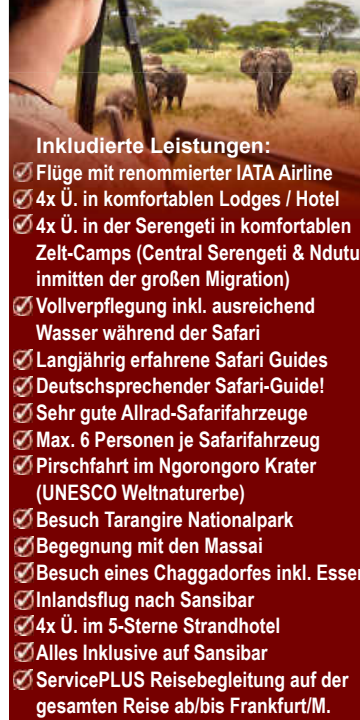 Inkludierte Leistungen:
Flüge mit renommierter IATA Airline
4x Ü. in komfortablen Lodges / Hotel
4x Ü. in der Serengeti in komfortablen
Zelt-Camps (Central Serengeti & Ndutu
inmitten der großen Migration)
Vollverpflegung inkl. ausreichend
Wasser während der Safari
Langjährig erfahrene Safari Guides
Deutschsprechender Safari-Guide!
Sehr gute Allrad-Safarifahrzeuge
Max. 6 Personen je Safarifahrzeug
Pirschfahrt im Ngorongoro Krater
(UNESCO Weltnaturerbe)
Besuch Tarangire Nationalpark
Begegnung mit den Massai
Besuch eines Chaggadorfes inkl. Essen
Inlandsflug nach Sansibar
4x Ü. im 5-Sterne Strandhotel
Alles Inklusive auf Sansibar
ServicePLUS Reisebegleitung auf der
gesamten Reise ab/bis Frankfurt/M.